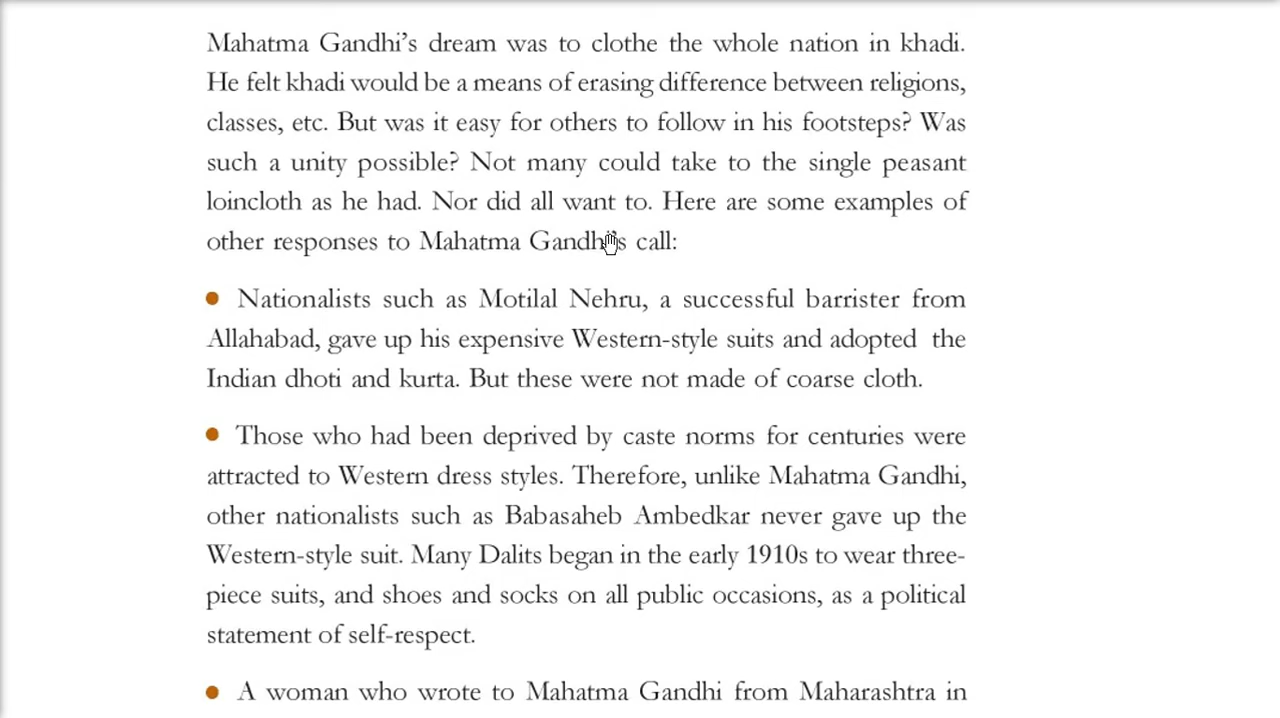 Mahatma Gandhi's dream was to clothe the whole nation in khadi.
He felt khadi would be a means of erasing difference between religions,
classes, etc. But was it easy for others to follow in his footsteps? Was
such a unity possible? Not many could take to the single peasant
loincloth as he had. Nor did all want to. Here are some examples of
other responses to Mahatma Gandhi's call:
● Nationalists such as Motilal Nehru, a successful barrister from
Allahabad, gave up his expensive Western-style suits and adopted the
Indian dhoti and kurta. But these were not made of coarse cloth.
● Those who had been deprived by caste norms for centuries were
attracted to Western dress styles. Therefore, unlike Mahatma Gandhi,
other nationalists such as Babasaheb Ambedkar never gave up the
Western-style suit. Many Dalits began in the early 1910s to wear three-
piece suits, and shoes and socks on all public occasions, as a political
statement of self-respect.
● A woman who wrote to Mahatma Gandhi from Maharashtra in